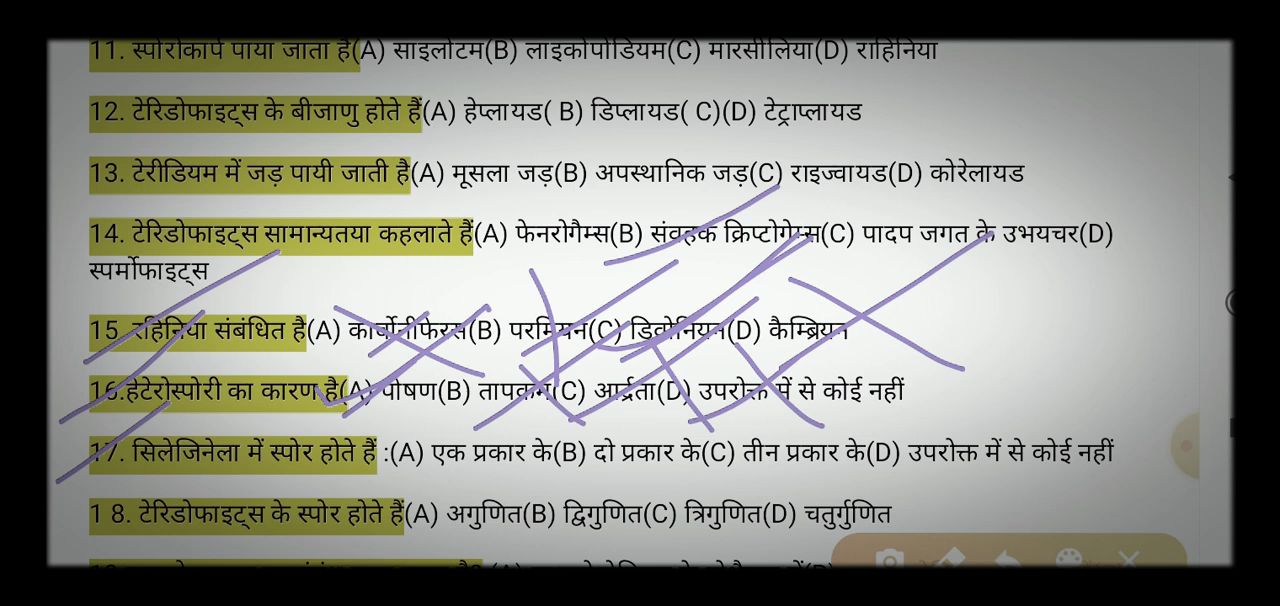 11. स्पोरोकार्प पाया जाता है(A) साइलोटम(B) लाइकोपोडियम(C) मारसीलिया(D) राहिनिया
12. टेरिडोफाइट्स के बीजाणु होते हैं(A) हेप्लायड( B) डिप्लायड( C)(D) टेट्राप्लायड
13. टेरीडियम में जड़ पायी जाती है(A) मूसला जड़(B) अपस्थानिक जड़(C) राइज्वायड(D) कोरेलायड
14. टेरिडोफाइट्स सामान्यतया कहलाते हैं(A) फेनरोगैम्स(B) संवहक क्रिप्टोगेम्स(C) पादप जगत के उभयचर(D)
स्पर्मोफाइट्स
15. रहिनिया संबंधित है(A) कार्बोनीफेरस(B) परमियन(C) डिवोनियन(D) कैम्ब्रियन
16.हेटेरोस्पोरी का कारण है(A) पोषण(B) तापक्रम(C) आर्द्रता(D) उपरोक्त में से कोई नहीं
17. सिलेजिनेला में स्पोर होते हैं :(A) एक प्रकार के(B) दो प्रकार के(C) तीन प्रकार के(D) उपरोक्त में से कोई नहीं
1 8. टेरिडोफाइट्स के स्पोर होते हैं(A) अगुणित(B) द्विगुणित(C) त्रिगुणित(D) चतुर्गुणित